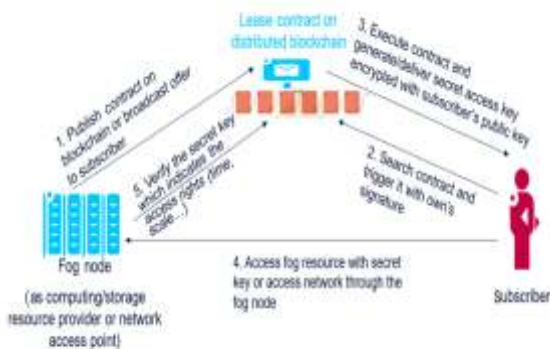 Lease contract on
distributed blockchain
1. Publish contract on
blockchain or broadcast offer
to subscriber
5. Verify the secret key
which indicates the
access rights (time,
scale…)
3. Execute contract and
generate/deliver secret access key
encrypted with subscriber's public key
2. Search contract and
trigger it with own's
signature
Fog node
(as computing/storage
resource provider or network
access point)
4. Access fog resource with secret
key or access network through the
fog node
Subscriber